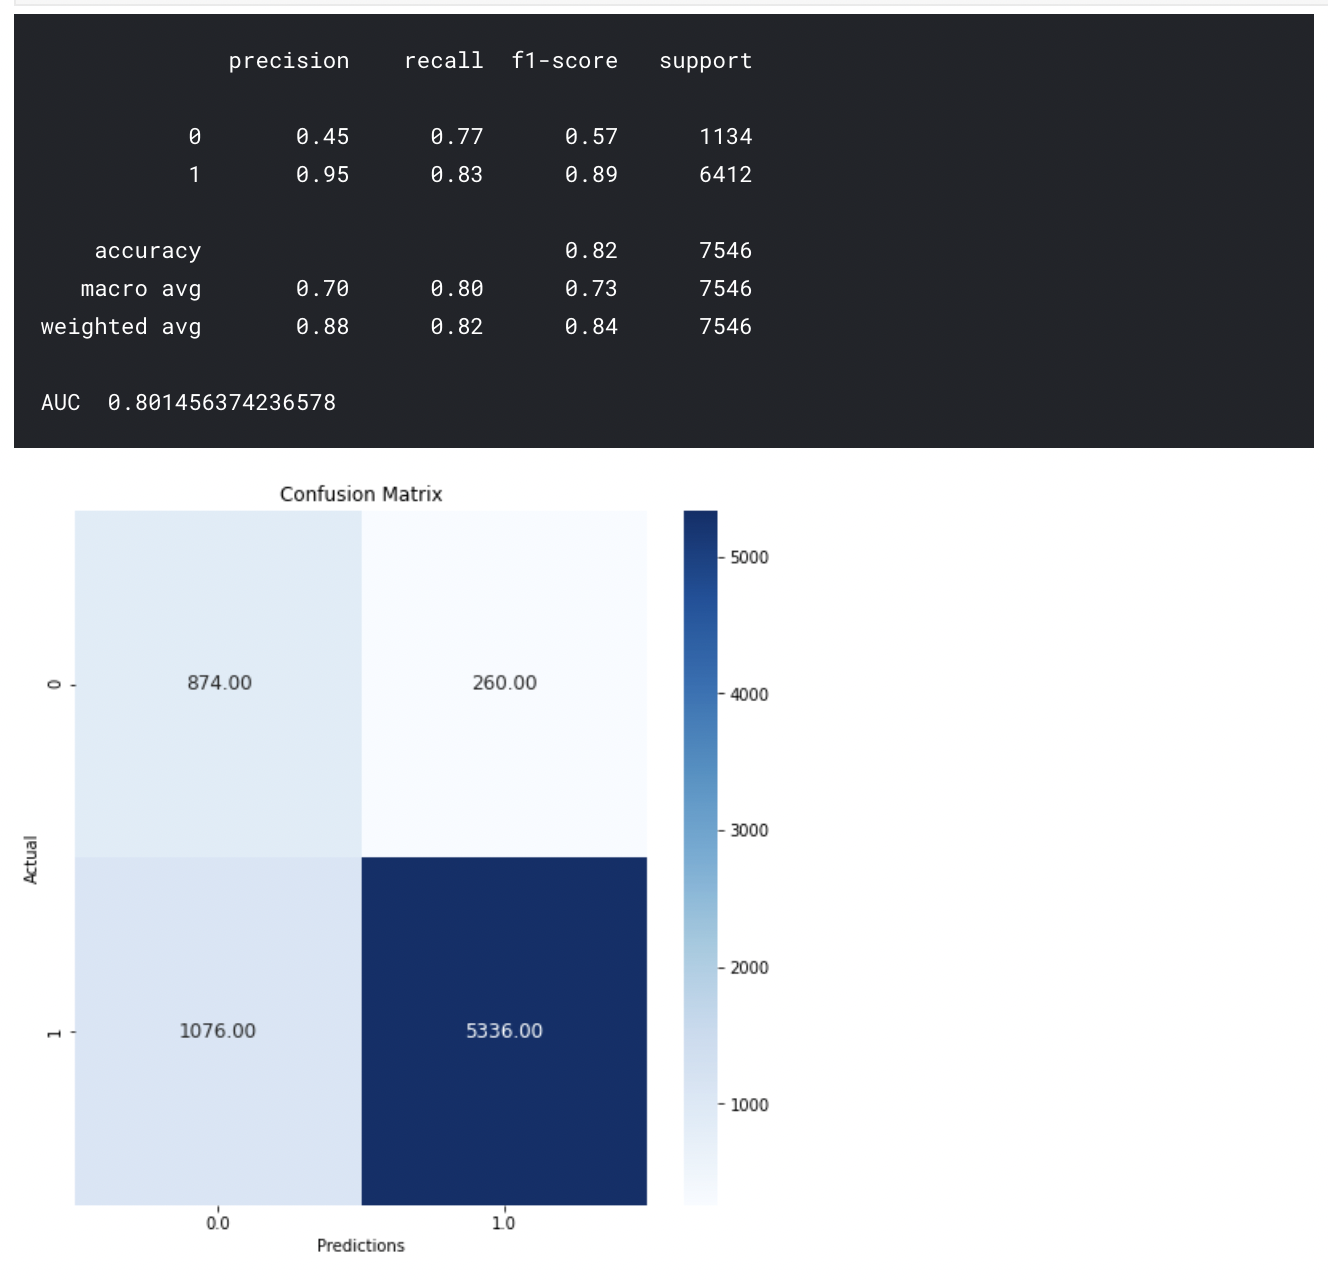 precision recall f1-score support
0 0.45 0.77 0.57 1134
1 0.95 0.83 0.89 6412
accuracy 0.82 7546
macro avg 0.70 0.80 0.73 7546
weighted avg 0.88 0.82 0.84 7546
AUC 0.801456374236578
Confusion Matrix
5000
0 874.00 260.00
4000
3000
Actual
2000
1 1076.00 5336.00
1000
0.0 1.0
Predictions